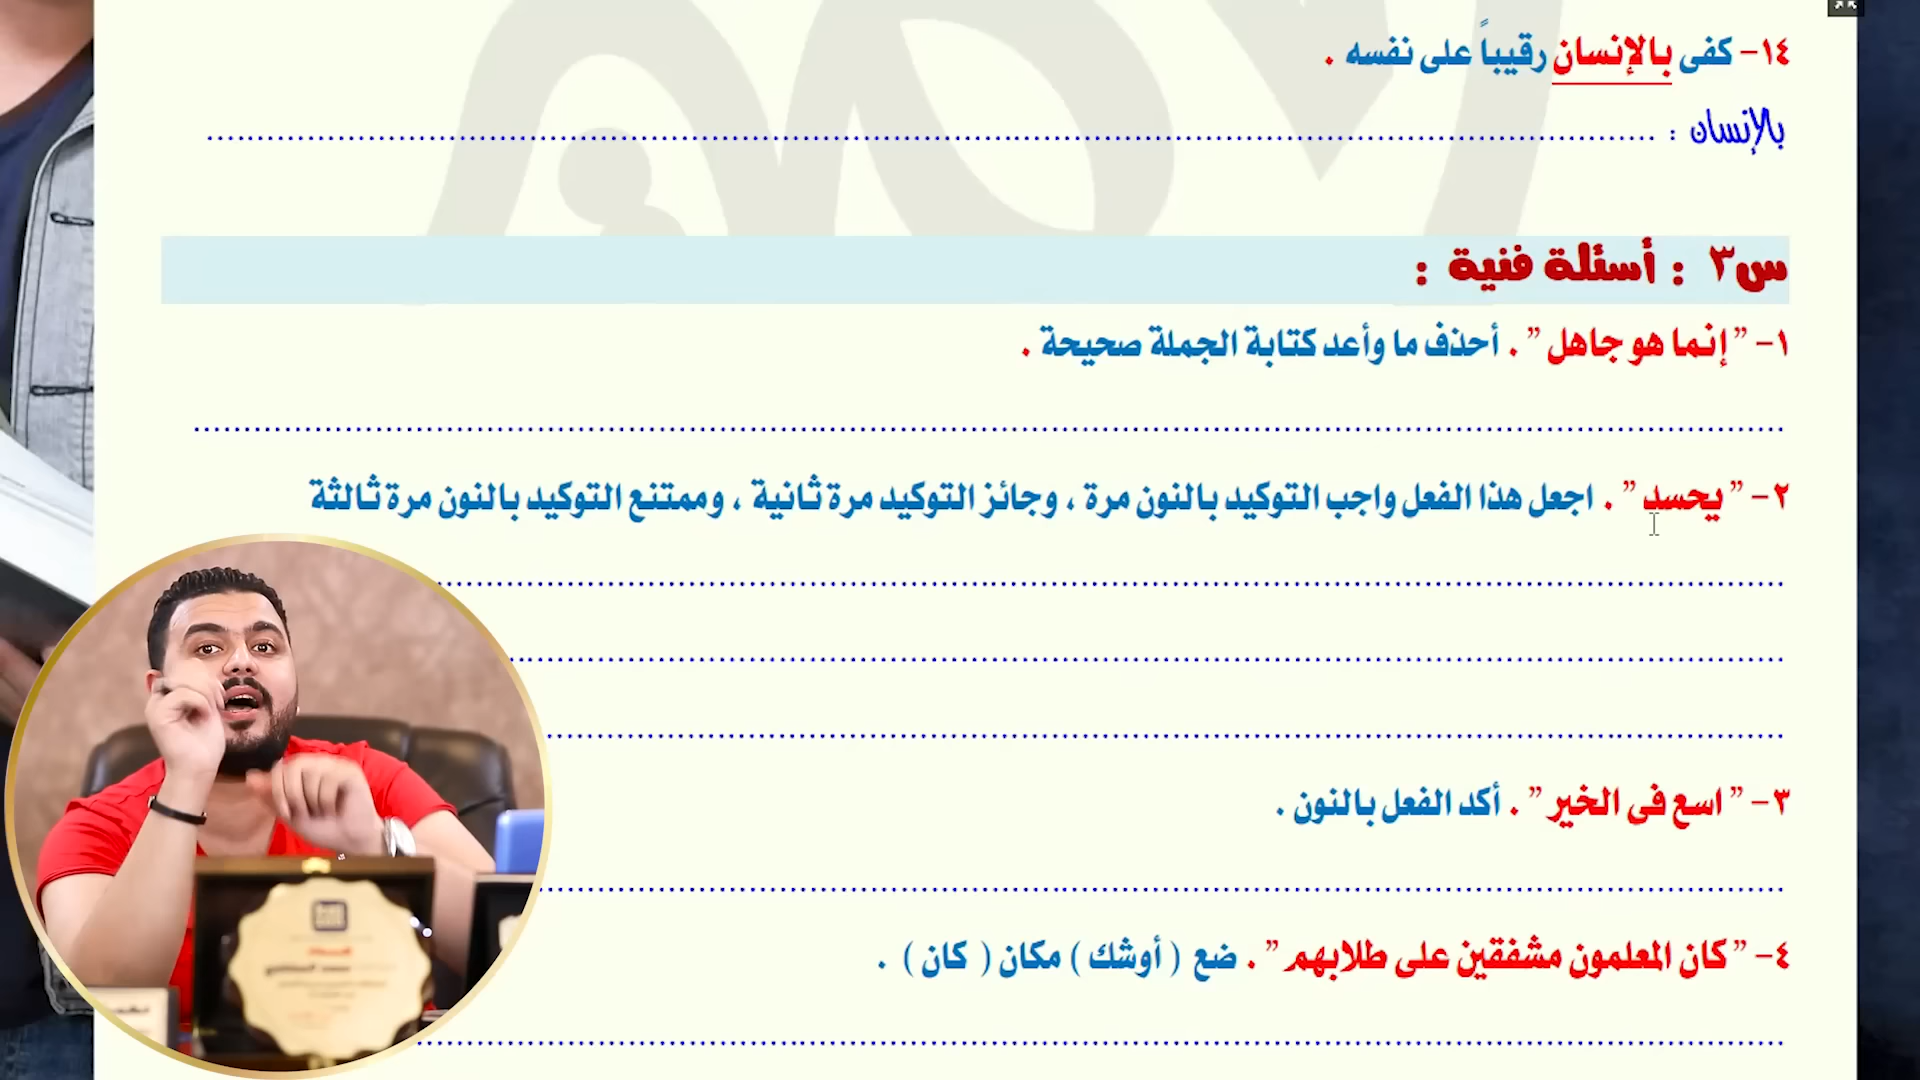 ١٤- كفى بالإنسان رقيباً على نفسه .
بالإنسان : ........................................
س٣ : أسئلة فنية :
١- " إنما هو جاهل " . أحذف ما وأعد كتابة الجملة صحيحة .
٢- " يحسد " . اجعل هذا الفعل واجب التوكيد بالنون مرة ، وجائز التوكيد مرة ثانية ، وممتنع التوكيد بالنون مرة ثالثة
٣- " اسع فى الخير " . أكد الفعل بالنون .
٤- " كان المعلمون مشفقين على طلابهم " . ضع ( أوشك ) مكان ( كان ) .